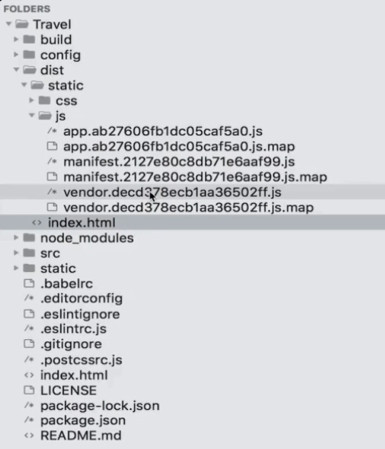 FOLDERS
Travel
build
config
dist
static
css
js
app.ab27606fb1dc05caf5a0.js
app.ab27606fb1dc05caf5a0.js.map
manifest.2127e80c8db71e6aaf99.js
manifest.2127e80c8db71e6aaf99.js.map
vendor.decd378ecb1aa36502ff.js
vendor.decd378ecb1aa36502ff.js.map
index.html
node_modules
src
static
.babelrc
.editorconfig
.eslintignore
.eslintrc.js
.gitignore
.postcssrc.js
index.html
LICENSE
package-lock.json
package.json
README.md